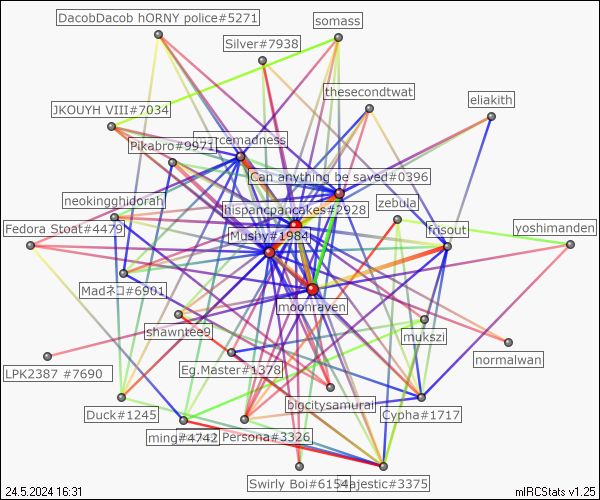 DacobDacob hORNY police#5271
somass
Silver#7938
thesecondtwat
eliakith
JKOUYH VIII#7034
Pikabro#9971
rcemadness
Can anything be saved#0396
neokingghidorah
hispancpancakes#2928
zebula
Fedora Stoat#4479
Mushy#1984
frisout
yoshimanden
Madネコ#6901
moonraven
shawntee9
mukszi
normalwan
LPK2387 #7690
Eg.Master#1378
bigcitysamurai
Duck#1245
Cypha#1717
ming#4742
Persona#3326
Swirly Boi#6154
ajestic#3375
24.5.2024 16:31
mIRCStats v1.25